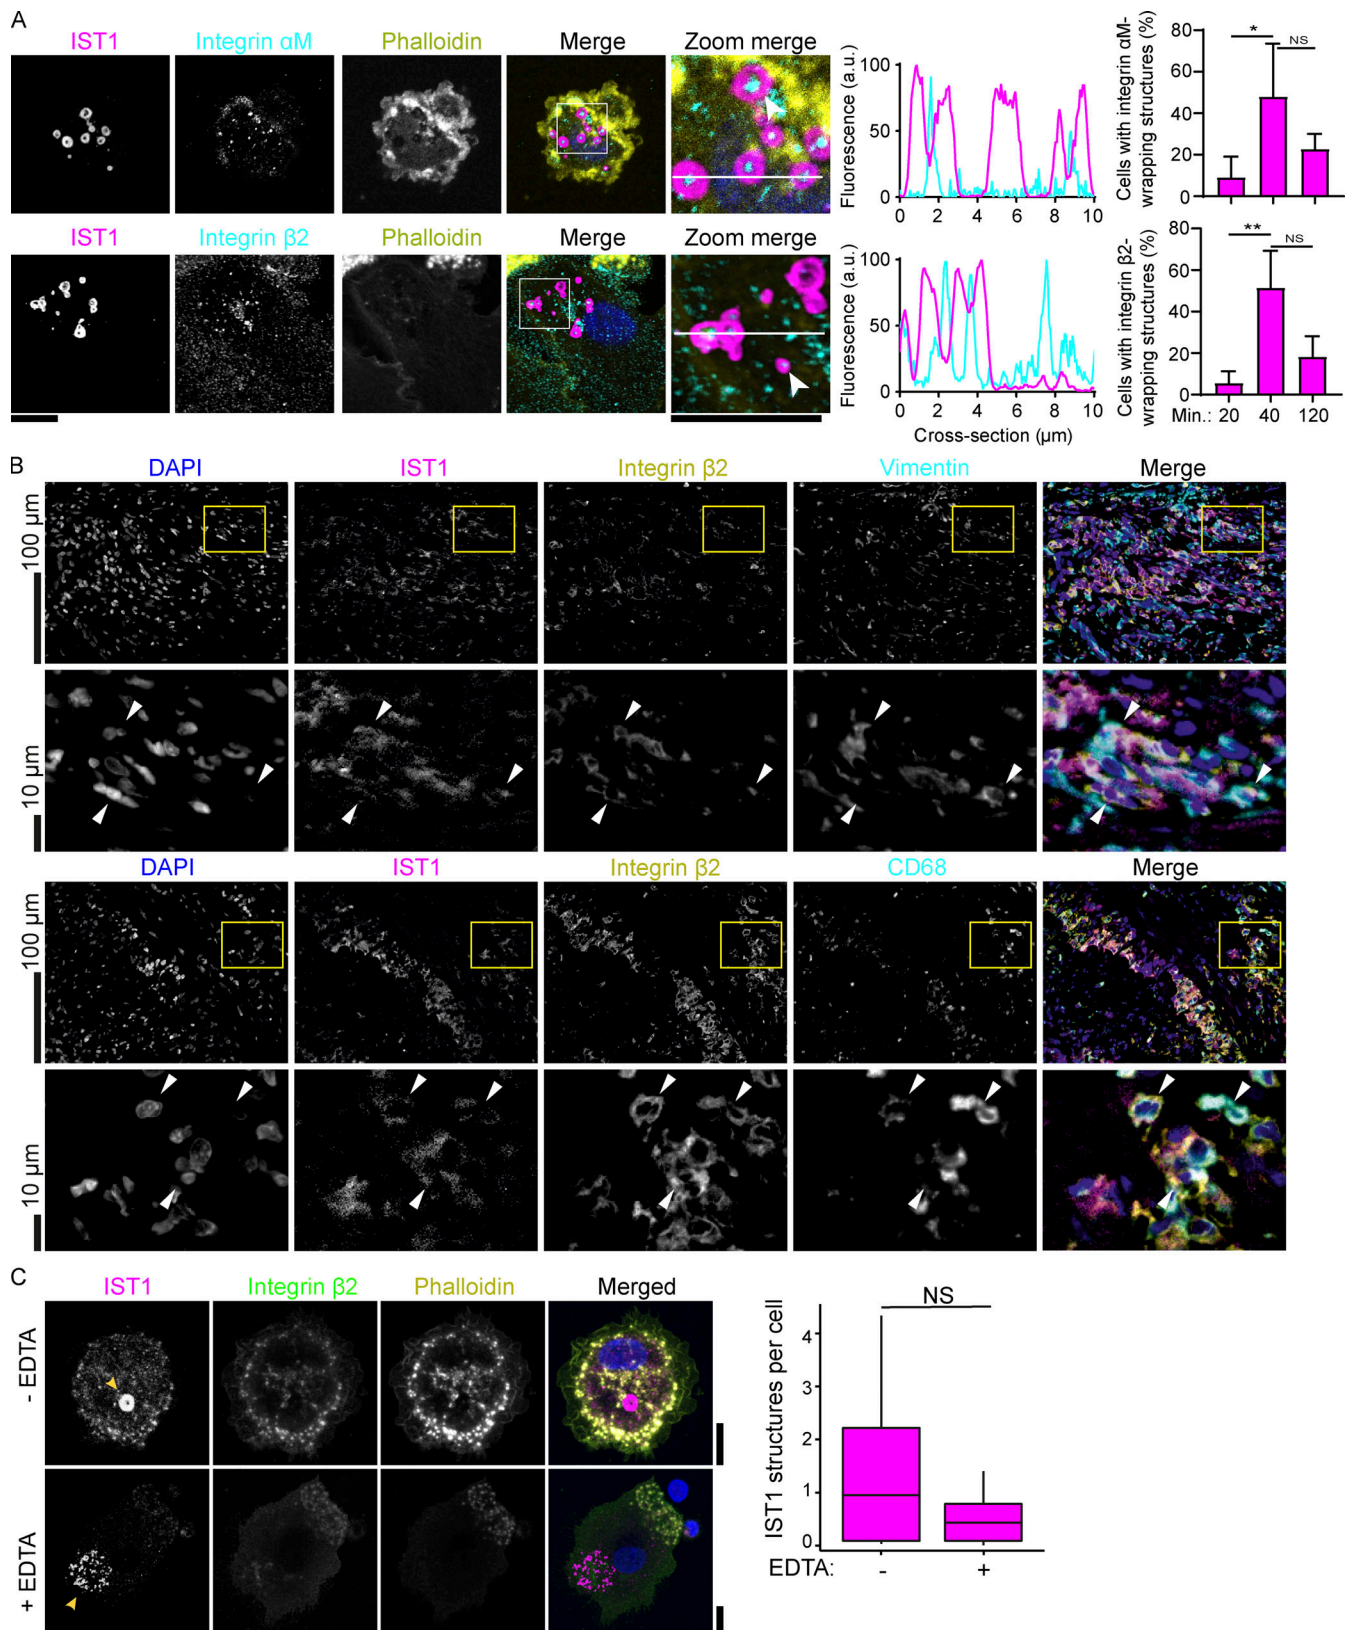 A
IST1 Integrin αM Phalloidin Merge Zoom merge
Fluorescence (a.u.)
100
50
0
0 2 4 6 8 10
Cells with integrin αM-
wrapping structures (%)
80
60
40
20
0
* NS
IST1 Integrin β2 Phalloidin Merge Zoom merge
Fluorescence (a.u.)
100
50
0
0 2 4 6 8 10
Cross-section (µm)
Cells with integrin β2-
wrapping structures (%)
80
60
40
20
0
** NS
Min.: 20 40 120
B
DAPI IST1 Integrin β2 Vimentin Merge
100 µm
10 µm
DAPI IST1 Integrin β2 CD68 Merge
100 µm
10 µm
C
IST1 Integrin β2 Phalloidin Merged
- EDTA
+ EDTA
IST1 structures per cell
4
3
2
1
0
NS
EDTA: - +